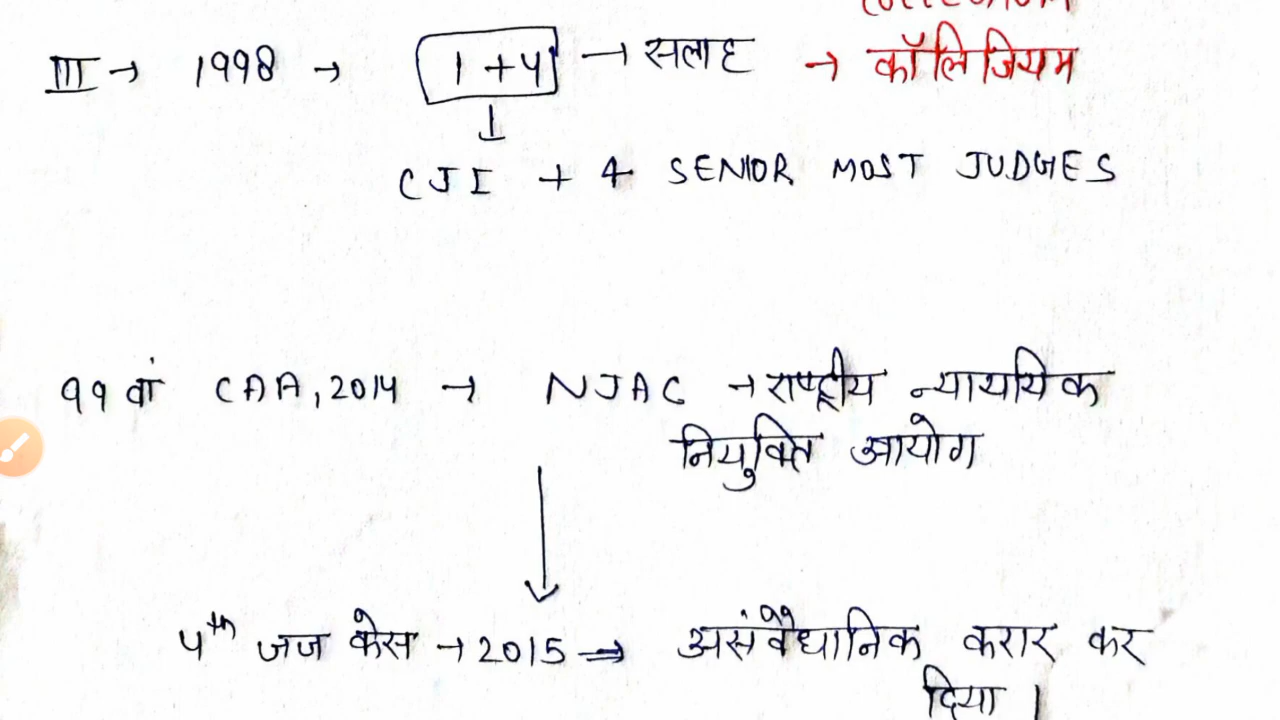 III → 1998 → 1 + 4 → सलाह → कॉलिजियम
CJI + 4 SENIOR MOST JUDGES
99 वां CAA, 2014 → NJAC → राष्ट्रीय न्याययिक
नियुक्ति आयोग
4th जज केस → 2015 → असंवैधानिक करार कर
दिया ।